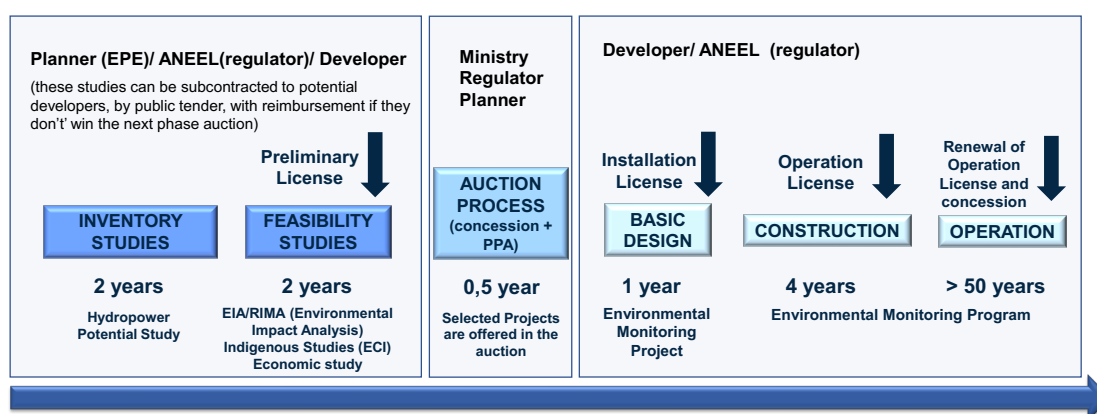 Planner (EPE)/ ANEEL(regulator)/ Developer
(these studies can be subcontracted to potential
developers, by public tender, with reimbursement if they
don't' win the next phase auction)
Preliminary
License
INVENTORY
STUDIES
FEASIBILITY
STUDIES
2 years
2 years
Hydropower
Potential Study
EIA/RIMA (Environmental
Impact Analysis)
Indigenous Studies (ECI)
Economic study
Ministry
Regulator
Planner
AUCTION
PROCESS
(concession +
PPA)
0,5 year
Selected Projects
are offered in the
auction
Developer/ ANEEL (regulator)
Installation
License
Operation
License
Renewal of
Operation
License and
concession
BASIC
DESIGN
CONSTRUCTION
OPERATION
1 year
4 years
> 50 years
Environmental
Monitoring
Project
Environmental Monitoring Program